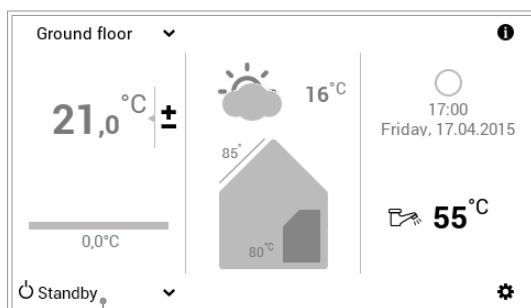 Ground floor
21,0 °C ±
0,0°C
Standby
16°C
85°
80°C
17:00
Friday, 17.04.2015
55°C